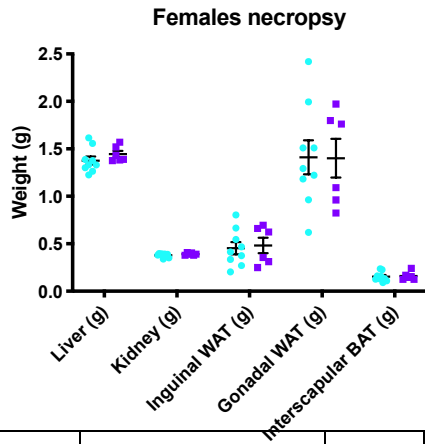 Females necropsy
Weight (g)
2.5
2.0
1.5
1.0
0.5
0.0
Liver (g)
Kidney (g)
Inguinal WAT (g)
Gonadal WAT (g)
Interscapular BAT (g)